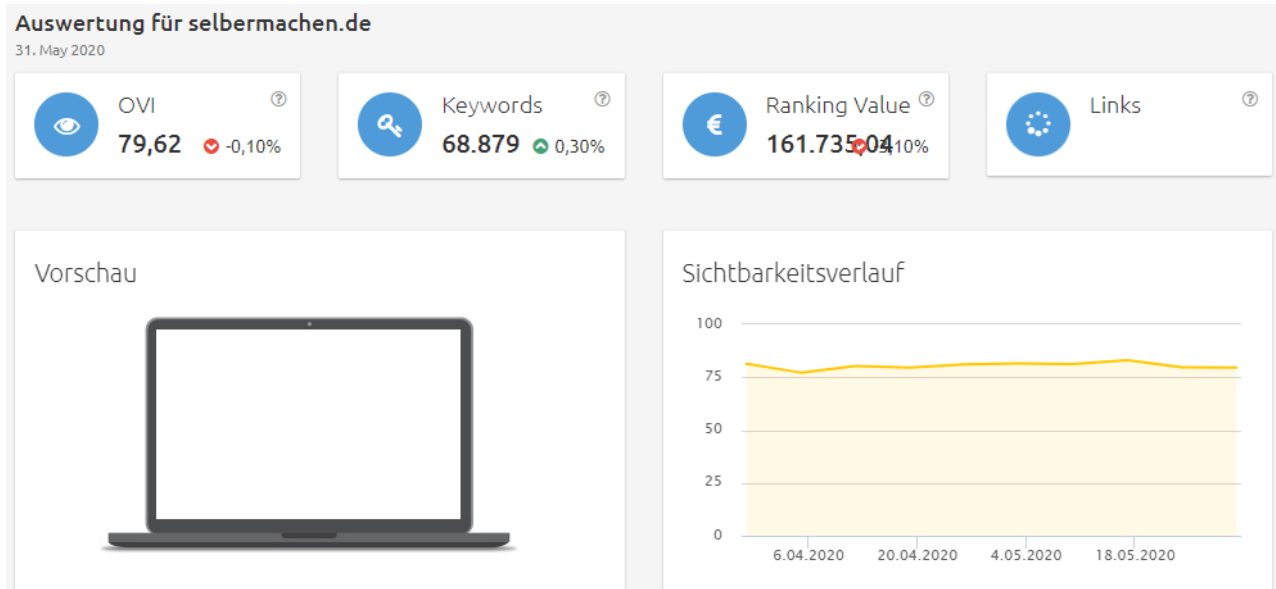 Auswertung für selbermachen.de
31. May 2020
OVI
79,62 -0,10%
Keywords
68.879 0,30%
Ranking Value
161.735,04
Links
Vorschau
Sichtbarkeitsverlauf
100
75
50
25
0
6.04.2020 20.04.2020 4.05.2020 18.05.2020